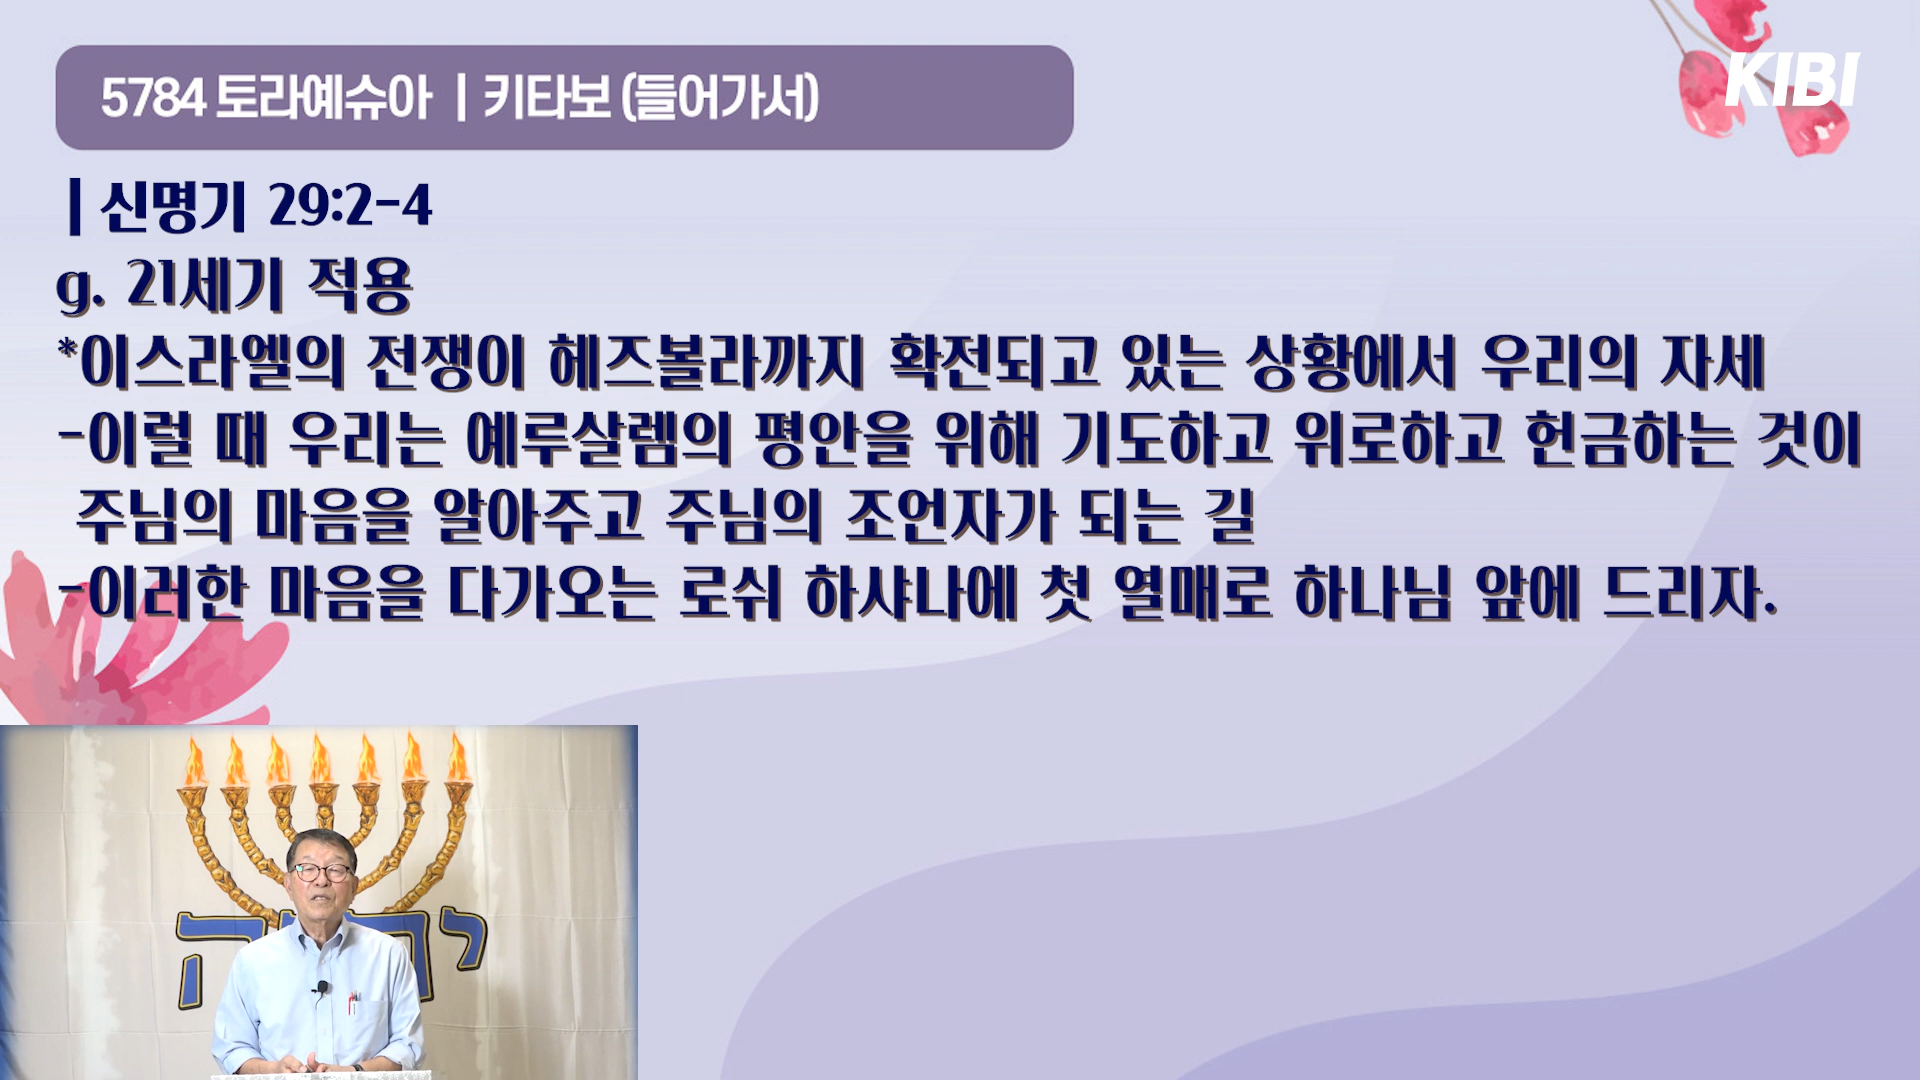 5784 토라예슈아 | 키타보 (들어가서)
KIBI
| 신명기 29:2-4
g. 21세기 적용
*이스라엘의 전쟁이 헤즈볼라까지 확전되고 있는 상황에서 우리의 자세
-이럴 때 우리는 예루살렘의 평안을 위해 기도하고 위로하고 헌금하는 것이
주님의 마음을 알아주고 주님의 조언자가 되는 길
-이러한 마음을 다가오는 로쉬 하샤나에 첫 열매로 하나님 앞에 드리자.